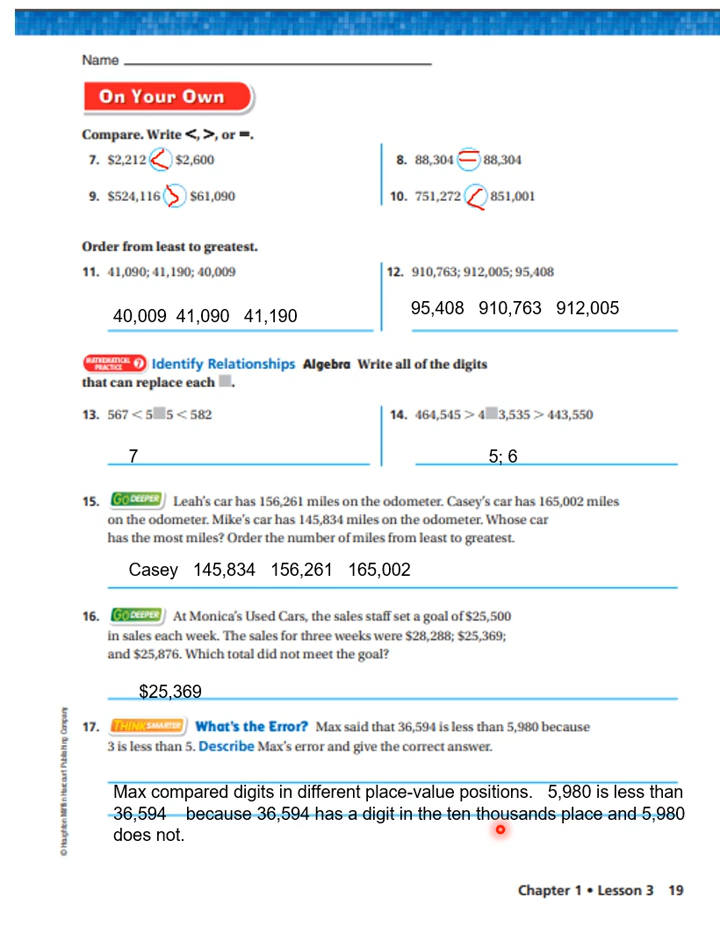 Name
On Your Own
Compare. Write <, >, or =.
7. $2,212 < $2,600
8. 88,304 = 88,304
9. $524,116 > $61,090
10. 751,272 < 851,001
Order from least to greatest.
11. 41,090; 41,190; 40,009
12. 910,763; 912,005; 95,408
40,009 41,090 41,190
95,408 910,763 912,005
MATHEMATICAL PRACTICE 7 Identify Relationships Algebra Write all of the digits
that can replace each ■.
13. 567 < 5■5 < 582
14. 464,545 > 4■3,535 > 443,550
7
5; 6
15. GO DEEPER Leah's car has 156,261 miles on the odometer. Casey's car has 165,002 miles
on the odometer. Mike's car has 145,834 miles on the odometer. Whose car
has the most miles? Order the number of miles from least to greatest.
Casey 145,834 156,261 165,002
16. GO DEEPER At Monica's Used Cars, the sales staff set a goal of $25,500
in sales each week. The sales for three weeks were $28,288; $25,369;
and $25,876. Which total did not meet the goal?
$25,369
17. THINK SMARTER What's the Error? Max said that 36,594 is less than 5,980 because
3 is less than 5. Describe Max's error and give the correct answer.
Max compared digits in different place-value positions. 5,980 is less than
36,594 because 36,594 has a digit in the ten thousands place and 5,980
does not.
© Houghton Mifflin Harcourt Publishing Company
Chapter 1 • Lesson 3 19